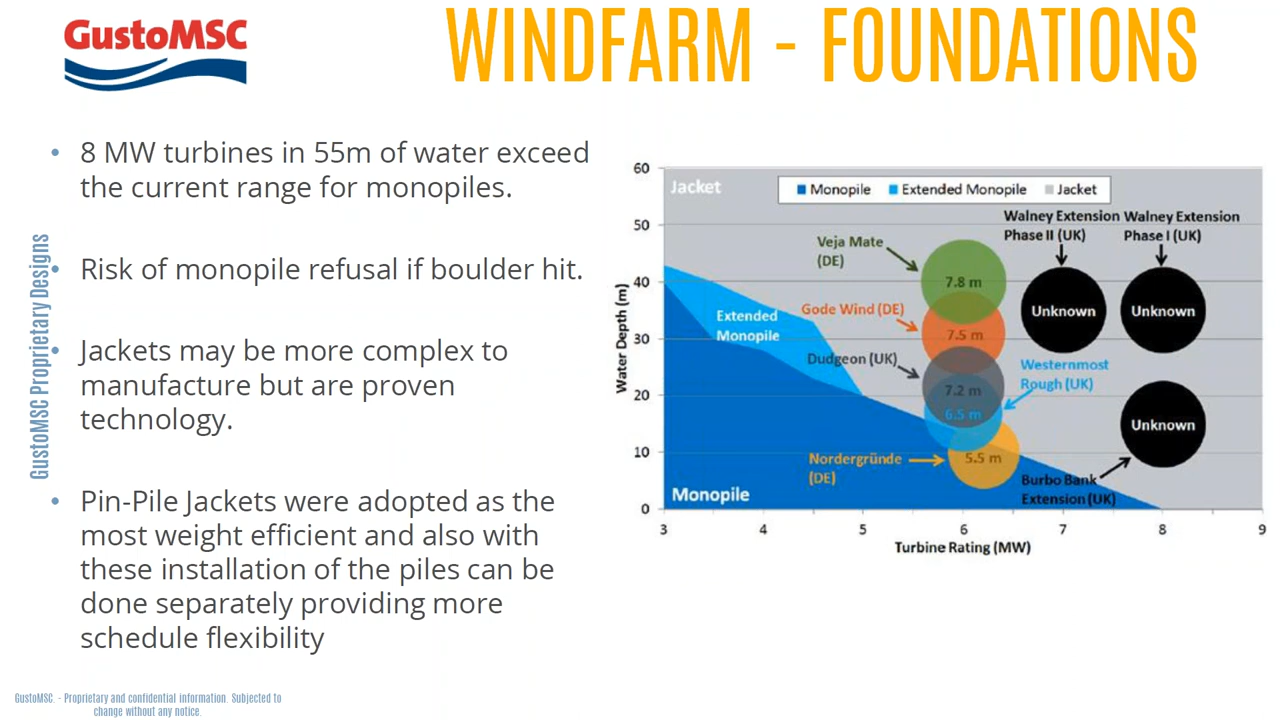 GustoMSC
WINDFARM - FOUNDATIONS
• 8 MW turbines in 55m of water exceed
the current range for monopiles.
• Risk of monopile refusal if boulder hit.
• Jackets may be more complex to
manufacture but are proven
technology.
• Pin-Pile Jackets were adopted as the
most weight efficient and also with
these installation of the piles can be
done separately providing more
schedule flexibility
GustoMSC Proprietary Designs
GustoMSC. - Proprietary and confidential information. Subjected to
change without any notice.
Jacket
Monopile
Extended Monopile
Jacket
Walney Extension
Phase II (UK)
Walney Extension
Phase I (UK)
Veja Mate
(DE)
7.8 m
Unknown
Unknown
Gode Wind (DE)
7.5 m
Extended
Monopile
Dudgeon (UK)
7.2 m
Westernmost
Rough (UK)
6.5 m
Unknown
Nordergründe
(DE)
5.5 m
Burbo Bank
Extension (UK)
Monopile
Water Depth (m)
60
50
40
30
20
10
0
3 4 5 6 7 8 9
Turbine Rating (MW)